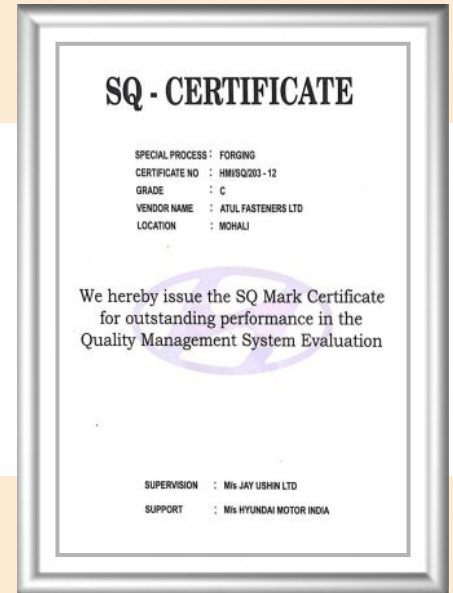 SQ - CERTIFICATE
SPECIAL PROCESS : FORGING
CERTIFICATE NO : HMI/SQ/203 - 12
GRADE : C
VENDOR NAME : ATUL FASTENERS LTD
LOCATION : MOHALI
We hereby issue the SQ Mark Certificate
for outstanding performance in the
Quality Management System Evaluation
SUPERVISION : M/s JAY USHIN LTD
SUPPORT : M/s HYUNDAI MOTOR INDIA